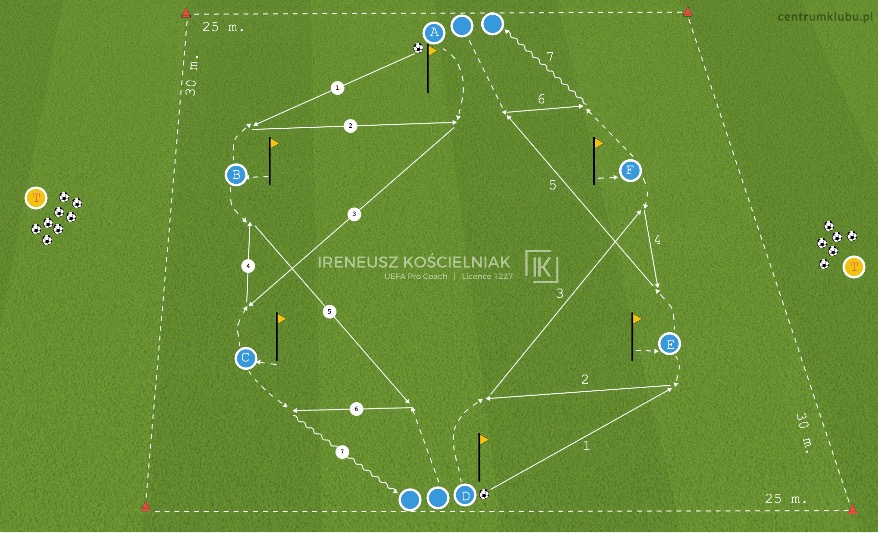 centrumklubu.pl
25 m.
30 m.
A
7
1
6
2
B
F
T
5
3
4
IRENEUSZ KOŚCIELNIAK IK
UEFA Pro Coach | Licence 1227
4
3
T
5
E
C
2
6
1
7
30 m.
D
25 m.